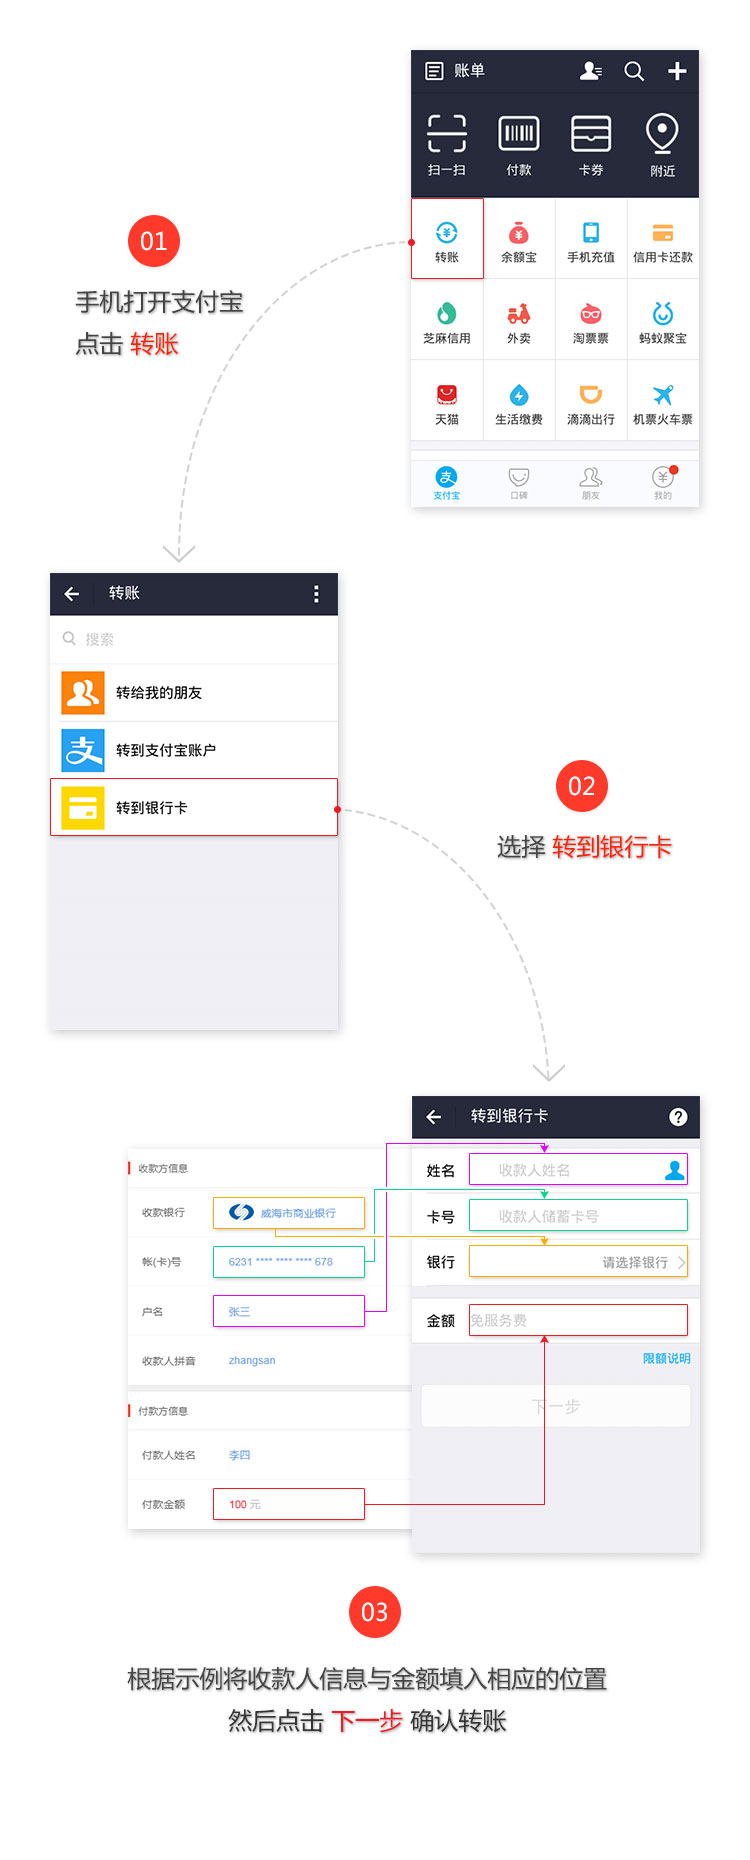 账单
扫一扫 付款 卡券 附近
转账 余额宝 手机充值 信用卡还款
芝麻信用 外卖 淘票票 蚂蚁聚宝
天猫 生活缴费 滴滴出行 机票火车票
支付宝 口碑 朋友 我的
01
手机打开支付宝
点击 转账
转账
搜索
转给我的朋友
支 转到支付宝账户
转到银行卡
02
选择 转到银行卡
转到银行卡 ?
姓名 收款人姓名
卡号 收款人储蓄卡号
银行 请选择银行
金额 免服务费
限额说明
下一步
收款方信息
收款银行 威海市商业银行
帐(卡)号 6231 **** **** **** 678
户名 张三
收款人拼音 zhangsan
付款方信息
付款人姓名 李四
付款金额 100 元
03
根据示例将收款人信息与金额填入相应的位置
然后点击 下一步 确认转账